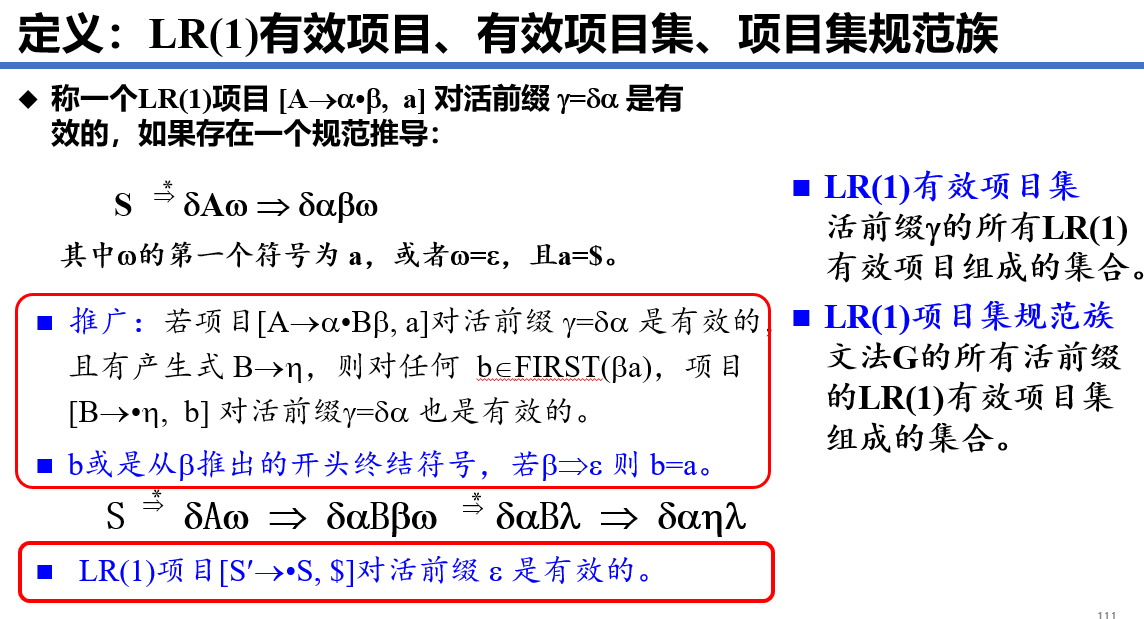 定义：LR(1)有效项目、有效项目集、项目集规范族
◆ 称一个LR(1)项目 [A→α•β, a] 对活前缀 γ=δα 是有
效的，如果存在一个规范推导：
S *⇒ δAω ⇒ δαβω
其中ω的第一个符号为 a，或者ω=ε，且a=$。
■ 推广：若项目[A→α•Bβ, a]对活前缀 γ=δα 是有效的，
且有产生式 B→η，则对任何 b∈FIRST(βa)，项目
[B→•η, b] 对活前缀γ=δα 也是有效的。
■ b或是从β推出的开头终结符号，若β⇒ε 则 b=a。
S *⇒ δAω ⇒ δαBβω *⇒ δαBλ ⇒ δαηλ
■ LR(1)项目[S′→•S, $]对活前缀 ε 是有效的。
■ LR(1)有效项目集
活前缀γ的所有LR(1)
有效项目组成的集合。
■ LR(1)项目集规范族
文法G的所有活前缀
的LR(1)有效项目集
组成的集合。
111